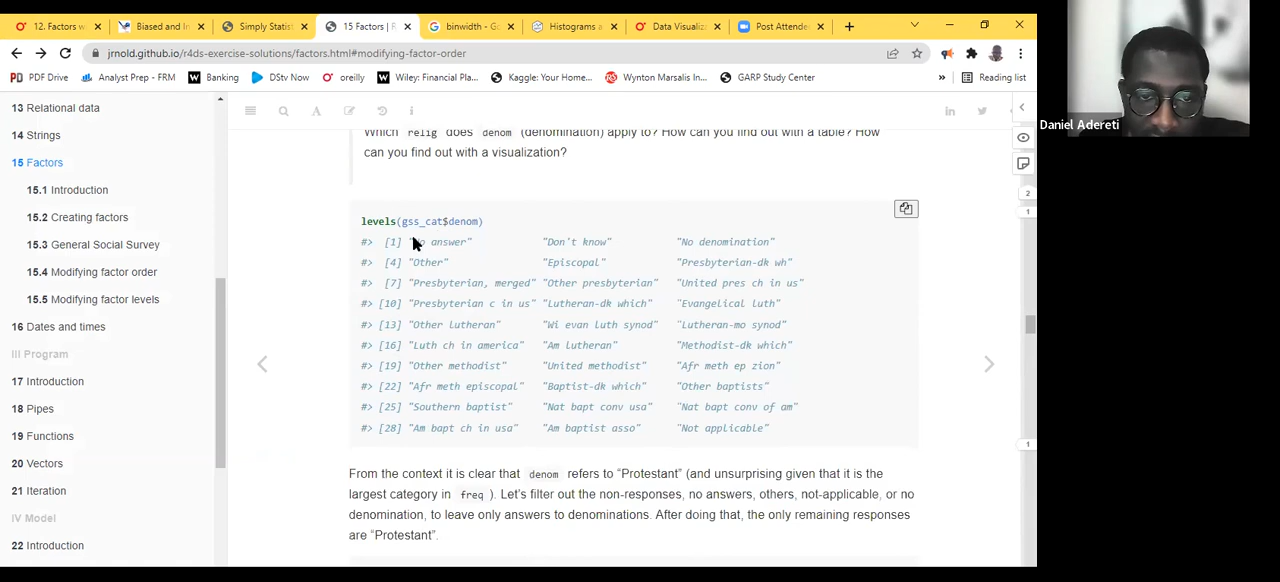 12. Factors w
Biased and In
Simply Statist
15 Factors | R
binwidth - Go
Histograms a
Data Visualiz
Post Attende
jrnold.github.io/r4ds-exercise-solutions/factors.html#modifying-factor-order
PDF Drive
Analyst Prep - FRM
Banking
DStv Now
oreilly
Wiley: Financial Pla...
Kaggle: Your Home...
Wynton Marsalis In...
GARP Study Center
»
Reading list
13 Relational data
14 Strings
15 Factors
15.1 Introduction
15.2 Creating factors
15.3 General Social Survey
15.4 Modifying factor order
15.5 Modifying factor levels
16 Dates and times
III Program
17 Introduction
18 Pipes
19 Functions
20 Vectors
21 Iteration
IV Model
22 Introduction
Which relig does denom (denomination) apply to? How can you find out with a table? How
can you find out with a visualization?
levels(gss_cat$denom)
#> [1] "No answer" "Don't know" "No denomination"
#> [4] "Other" "Episcopal" "Presbyterian-dk wh"
#> [7] "Presbyterian, merged" "Other presbyterian" "United pres ch in us"
#> [10] "Presbyterian c in us" "Lutheran-dk which" "Evangelical luth"
#> [13] "Other lutheran" "Wi evan luth synod" "Lutheran-mo synod"
#> [16] "Luth ch in america" "Am lutheran" "Methodist-dk which"
#> [19] "Other methodist" "United methodist" "Afr meth ep zion"
#> [22] "Afr meth episcopal" "Baptist-dk which" "Other baptists"
#> [25] "Southern baptist" "Nat bapt conv usa" "Nat bapt conv of am"
#> [28] "Am bapt ch in usa" "Am baptist asso" "Not applicable"
From the context it is clear that denom refers to “Protestant” (and unsurprising given that it is the
largest category in freq ). Let’s filter out the non-responses, no answers, others, not-applicable, or no
denomination, to leave only answers to denominations. After doing that, the only remaining responses
are “Protestant”.
2
1
1
Daniel Adereti